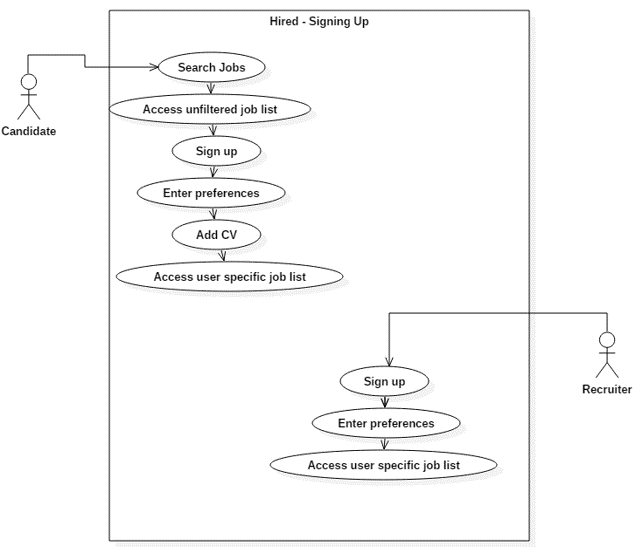 Hired - Signing Up
Search Jobs
Access unfiltered job list
Candidate
Sign up
Enter preferences
Add CV
Access user specific job list
Sign up
Recruiter
Enter preferences
Access user specific job list